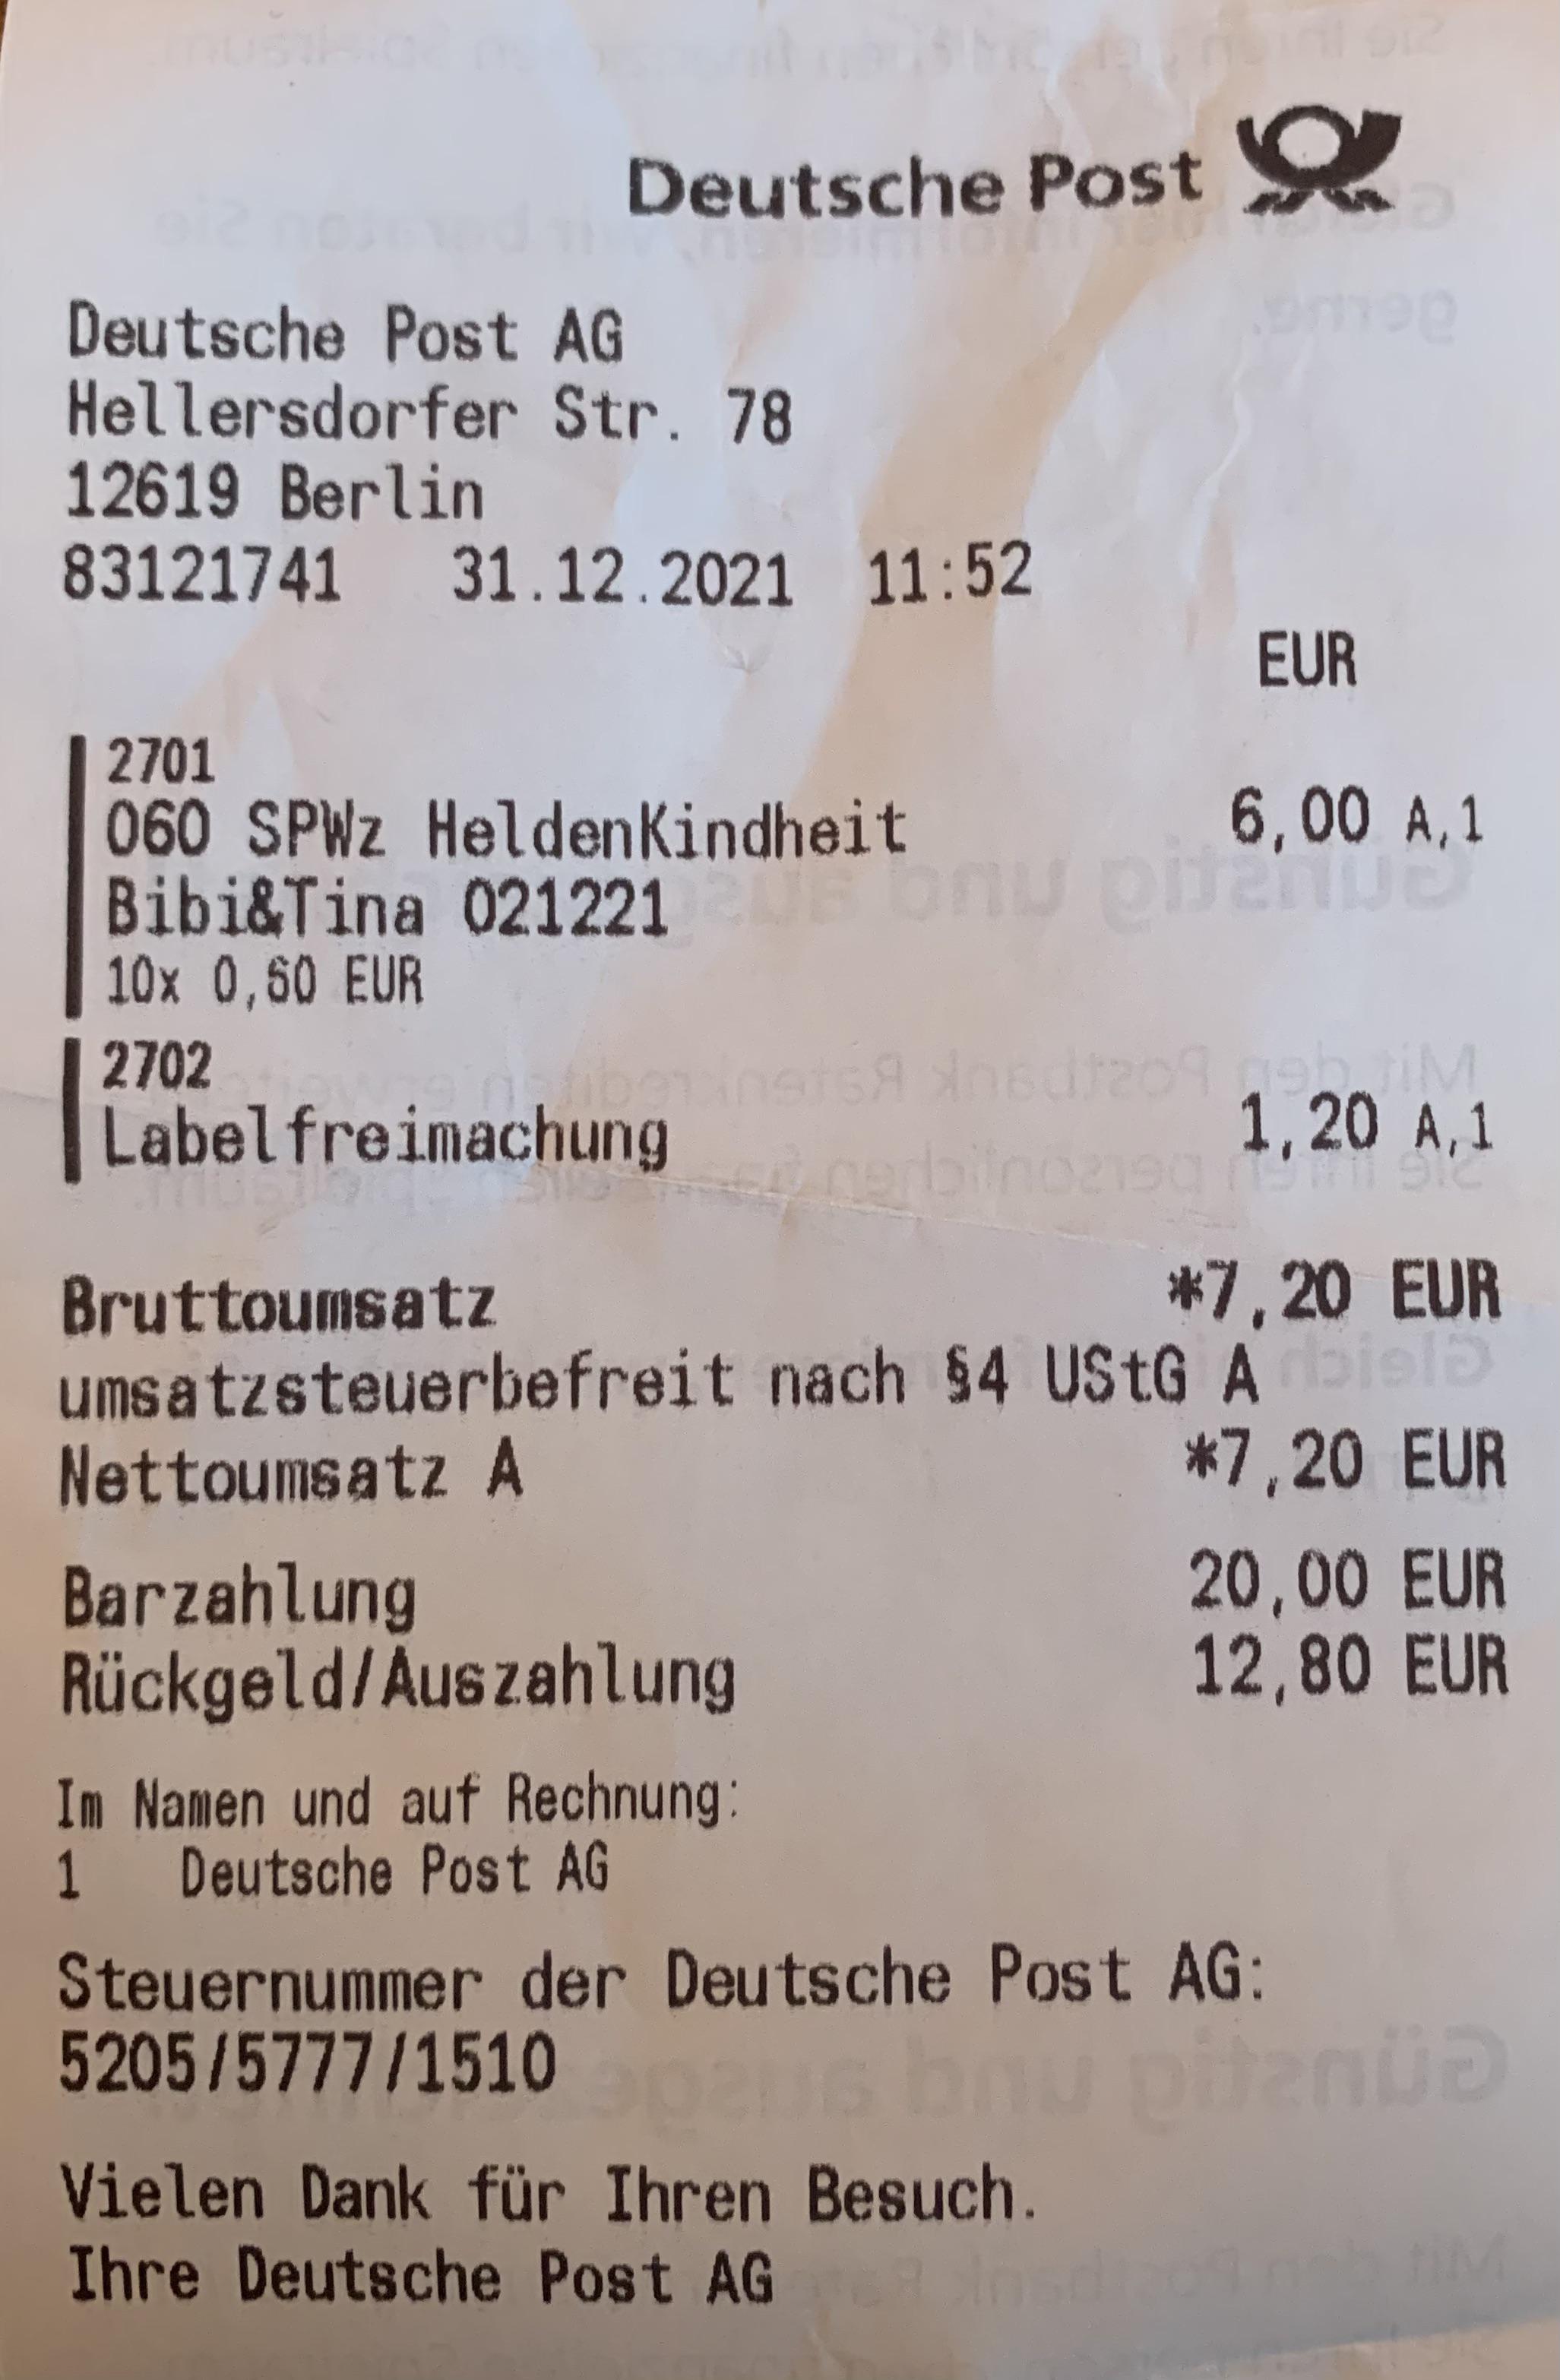 Deutsche Post
Deutsche Post AG
Hellersdorfer Str. 78
12619 Berlin
83121741 31.12.2021 11:52
EUR
2701
060 SPWz HeldenKindheit 6,00 A,1
Bibi&Tina 021221
10x 0,60 EUR
2702
Labelfreimachung 1,20 A,1
Bruttoumsatz *7,20 EUR
umsatzsteuerbefreit nach §4 UStG A
Nettoumsatz A *7,20 EUR
Barzahlung 20,00 EUR
Rückgeld/Auszahlung 12,80 EUR
Im Namen und auf Rechnung:
1 Deutsche Post AG
Steuernummer der Deutsche Post AG:
5205/5777/1510
Vielen Dank für Ihren Besuch.
Ihre Deutsche Post AG